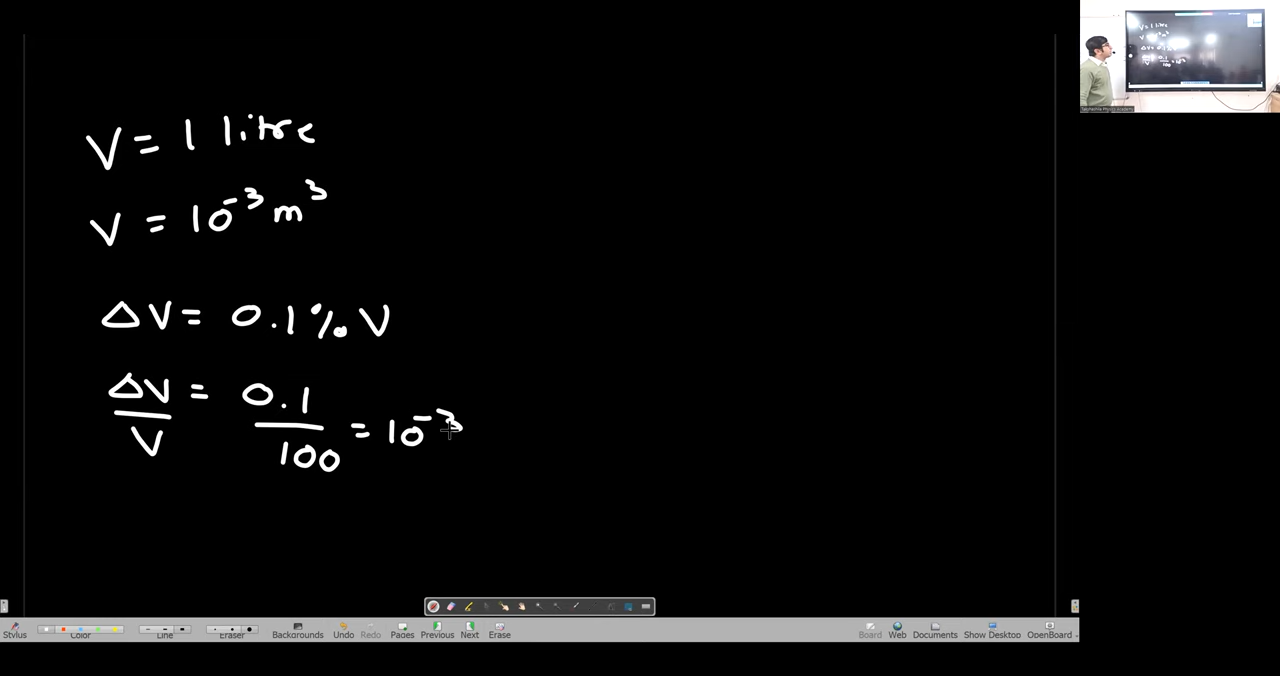 V = 1 litre
V = 10⁻³ m³
ΔV = 0.1% V
ΔV/V = 0.1/100 = 10⁻³
Stylus Color Line Eraser Backgrounds Undo Redo Pages Previous Next Erase Board Web Documents Show Desktop OpenBoard